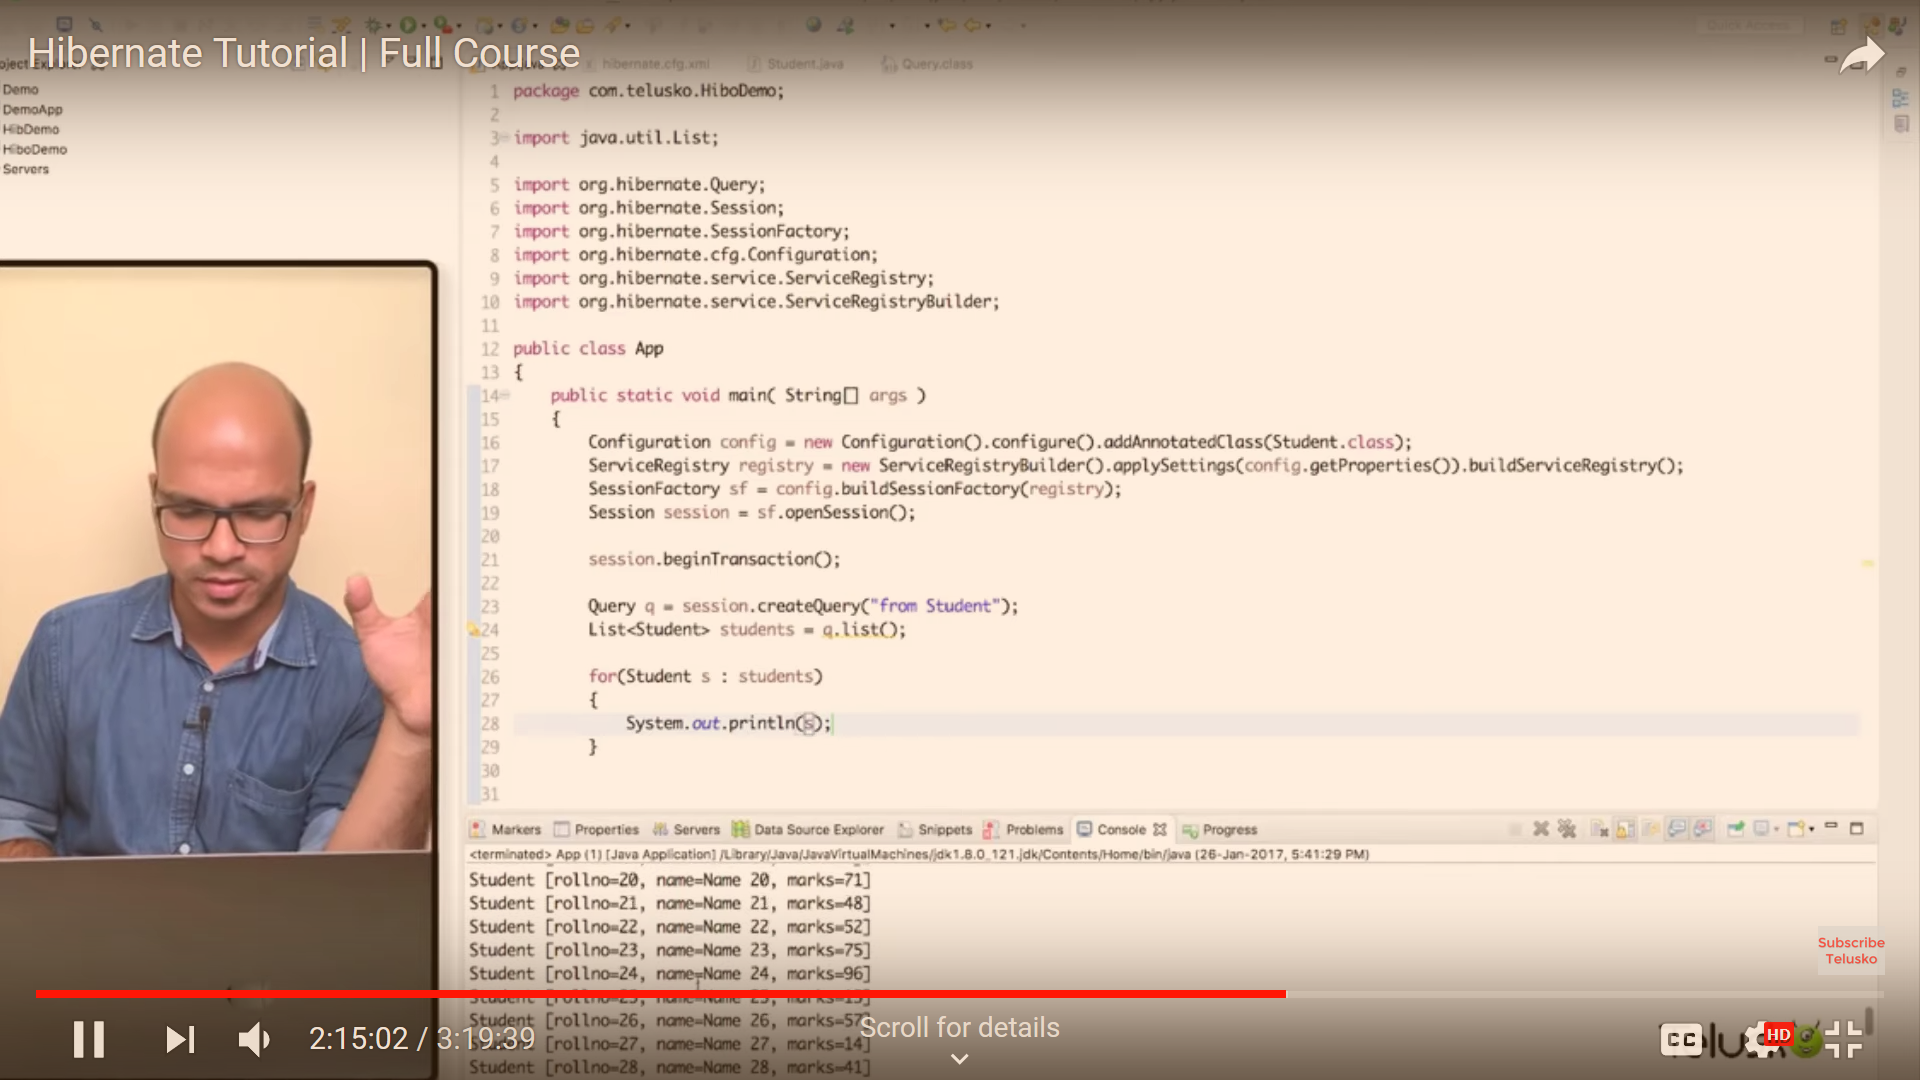 Hibernate Tutorial | Full Course
Quick Access
hibernate.cfg.xml
Student.java
Query.class
Demo
DemoApp
HibDemo
HiboDemo
Servers
1 package com.telusko.HiboDemo;
2
3 import java.util.List;
4
5 import org.hibernate.Query;
6 import org.hibernate.Session;
7 import org.hibernate.SessionFactory;
8 import org.hibernate.cfg.Configuration;
9 import org.hibernate.service.ServiceRegistry;
10 import org.hibernate.service.ServiceRegistryBuilder;
11
12 public class App
13 {
14 public static void main( String[] args )
15 {
16 Configuration config = new Configuration().configure().addAnnotatedClass(Student.class);
17 ServiceRegistry registry = new ServiceRegistryBuilder().applySettings(config.getProperties()).buildServiceRegistry();
18 SessionFactory sf = config.buildSessionFactory(registry);
19 Session session = sf.openSession();
20
21 session.beginTransaction();
22
23 Query q = session.createQuery("from Student");
24 List<Student> students = q.list();
25
26 for(Student s : students)
27 {
28 System.out.println(s);
29 }
30
31
Markers Properties Servers Data Source Explorer Snippets Problems Console Progress
<terminated> App (1) [Java Application] /Library/Java/JavaVirtualMachines/jdk1.8.0_121.jdk/Contents/Home/bin/java (26-Jan-2017, 5:41:29 PM)
Student [rollno=20, name=Name 20, marks=71]
Student [rollno=21, name=Name 21, marks=48]
Student [rollno=22, name=Name 22, marks=52]
Student [rollno=23, name=Name 23, marks=75]
Student [rollno=24, name=Name 24, marks=96]
Student [rollno=26, name=Name 26, marks=57]
Student [rollno=27, name=Name 27, marks=14]
Student [rollno=28, name=Name 28, marks=41]
Subscribe
Telusko
2:15:02 / 3:19:39
Scroll for details
CC
HD